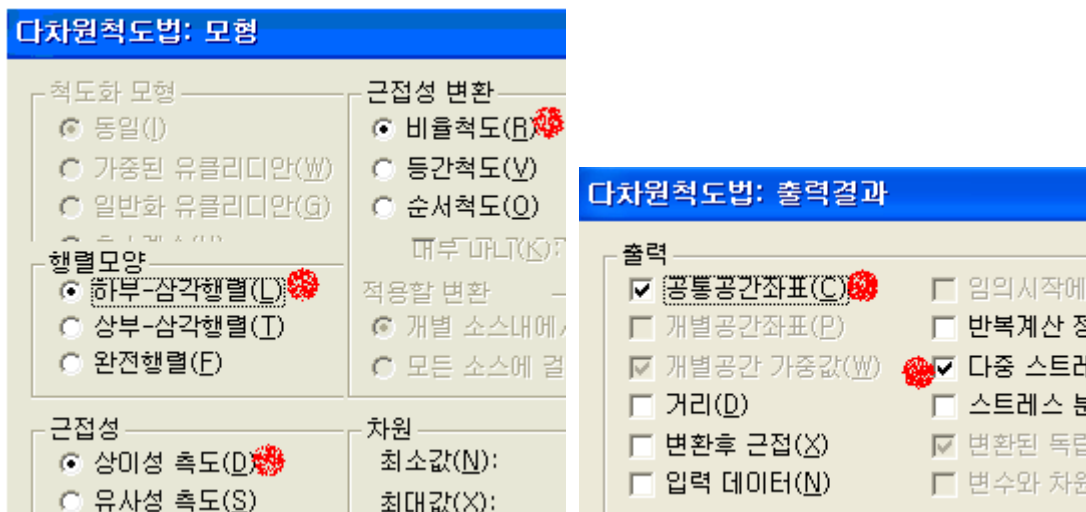 다차원척도법: 모형
척도화 모형
동일(I)
가중된 유클리디안(W)
일반화 유클리디안(G)
행렬모양
하부-삼각행렬(L)
상부-삼각행렬(T)
완전행렬(F)
근접성
상이성 측도(D)
유사성 측도(S)
근접성 변환
비율척도(R)
등간척도(V)
순서척도(O)
적용할 변환
개별 소스내에
모든 소스에 걸
차원
최소값(N):
최대값(X):
다차원척도법: 출력결과
출력
공통공간좌표(C)
개별공간좌표(P)
개별공간 가중값(W)
거리(D)
변환후 근접(X)
입력 데이터(N)
임의시작에
반복계산 정
다중 스트레
스트레스 분
변환된 독립
변수와 차원